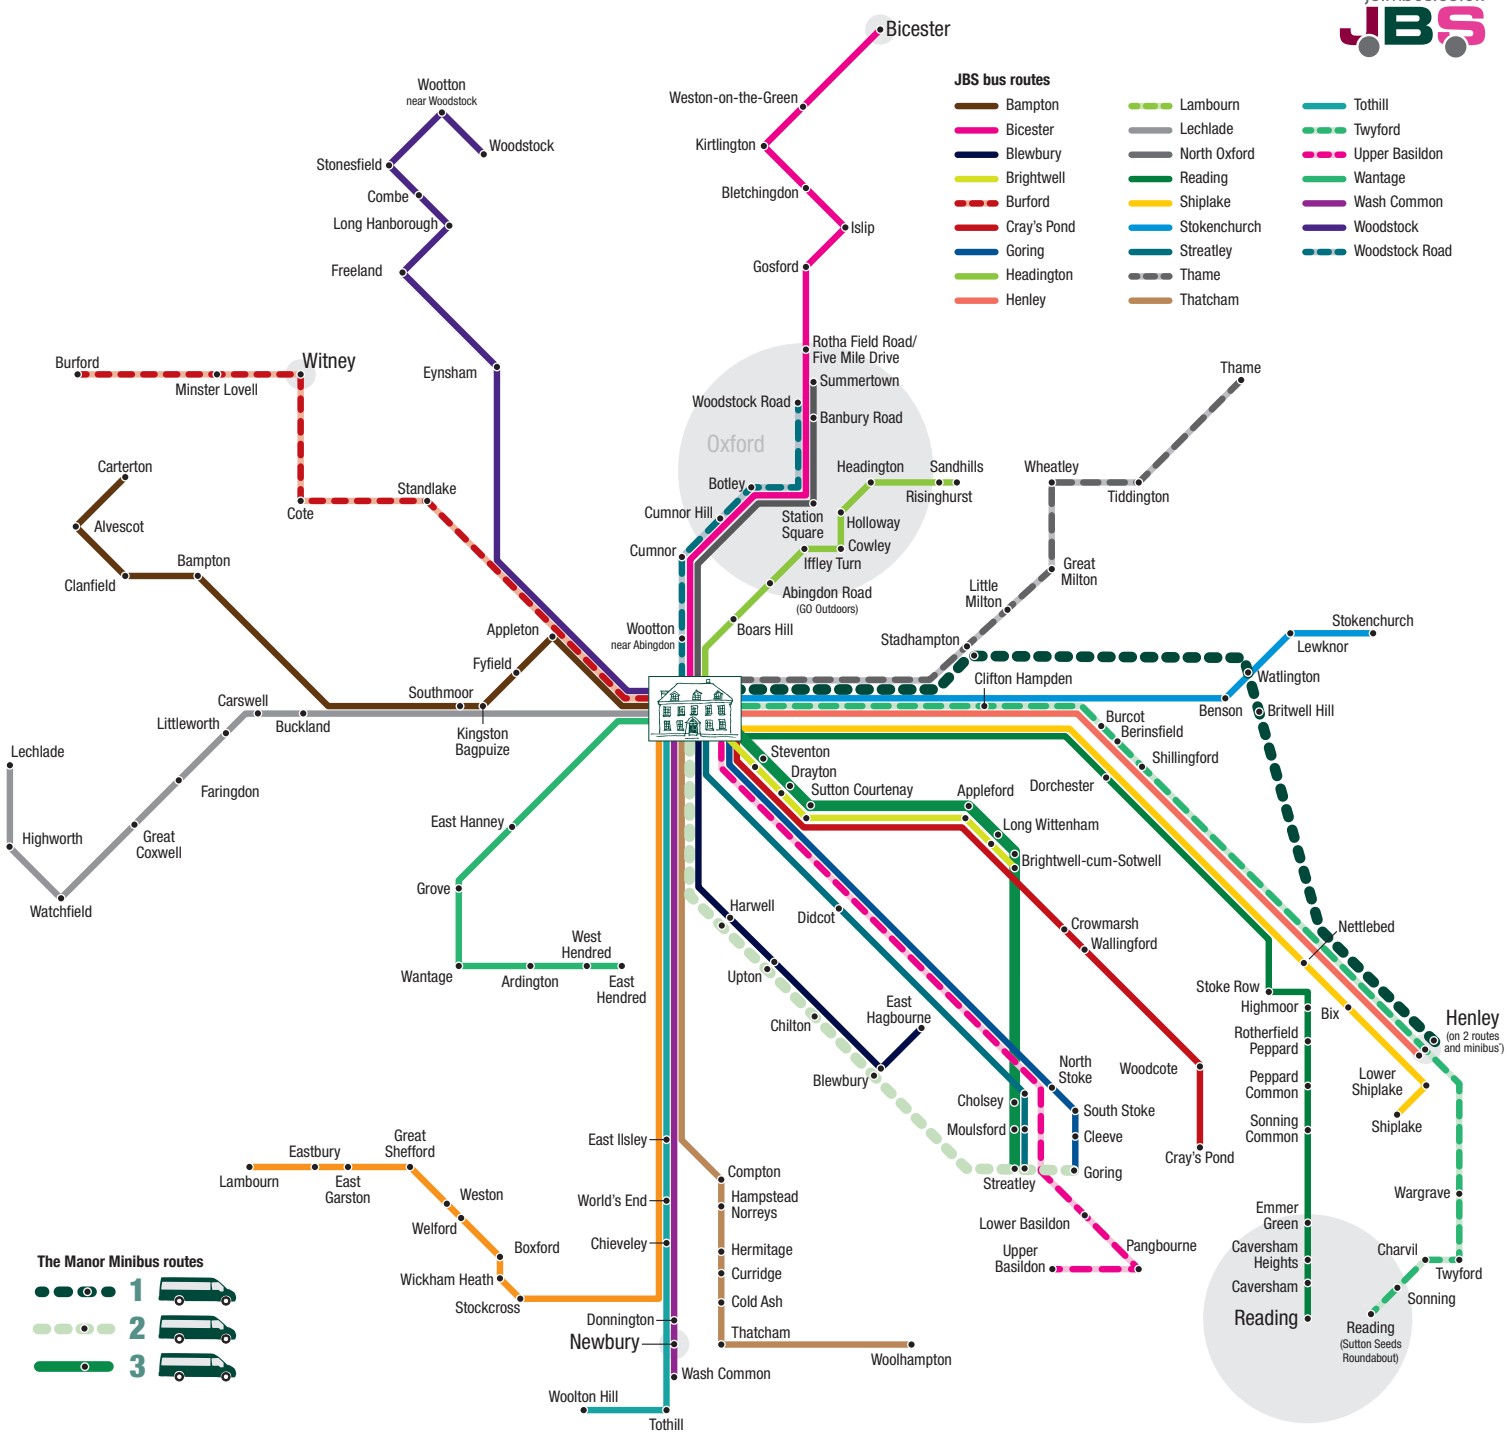 JBS
Bicester
Wootton
near Woodstock
Woodstock
Stonesfield
Combe
Long Hanborough
Freeland
Eynsham
Weston-on-the-Green
Kirtlington
Bletchingdon
Islip
Gosford
JBS bus routes
Bampton
Bicester
Blewbury
Brightwell
Burford
Cray's Pond
Goring
Headington
Henley
Lambourn
Lechlade
North Oxford
Reading
Shiplake
Stokenchurch
Streatley
Thame
Thatcham
Tothill
Twyford
Upper Basildon
Wantage
Wash Common
Woodstock
Woodstock Road
Burford
Minster Lovell
Witney
Cote
Standlake
Rotha Field Road/
Five Mile Drive
Summertown
Woodstock Road
Banbury Road
Oxford
Botley
Headington
Sandhills
Risinghurst
Cumnor Hill
Station
Square
Holloway
Cumnor
Cowley
Iffley Turn
Abingdon Road
(GO Outdoors)
Wootton
near Abingdon
Boars Hill
Thame
Wheatley
Tiddington
Great
Milton
Little
Milton
Stadhampton
Clifton Hampden
Stokenchurch
Lewknor
Watlington
Benson
Britwell Hill
Carterton
Alvescot
Clanfield
Bampton
Appleton
Fyfield
Southmoor
Kingston
Bagpuize
Carswell
Littleworth
Buckland
Lechlade
Faringdon
Highworth
Great
Coxwell
Watchfield
East Hanney
Grove
Wantage
Ardington
West
Hendred
East
Hendred
Steventon
Drayton
Sutton Courtenay
Appleford
Long Wittenham
Brightwell-cum-Sotwell
Burcot
Berinsfield
Shillingford
Dorchester
Harwell
Didcot
Crowmarsh
Wallingford
Upton
Chilton
East
Hagbourne
Blewbury
Nettlebed
Stoke Row
Highmoor
Bix
Henley
(on 2 routes
and minibus*)
Rotherfield
Peppard
Peppard
Common
Sonning
Common
Lower
Shiplake
Shiplake
North
Stoke
Woodcote
Cholsey
South Stoke
Moulsford
Cleeve
Cray's Pond
Streatley
Goring
Lower Basildon
Upper
Basildon
Pangbourne
East Ilsley
Compton
World's End
Hampstead
Norreys
Chieveley
Hermitage
Curridge
Cold Ash
Donnington
Newbury
Thatcham
Woolhampton
Wash Common
Woolton Hill
Tothill
Lambourn
Eastbury
East
Garston
Great
Shefford
Weston
Welford
Boxford
Wickham Heath
Stockcross
Emmer
Green
Caversham
Heights
Caversham
Reading
Wargrave
Charvil
Twyford
Sonning
Reading
(Sutton Seeds
Roundabout)
The Manor Minibus routes
1
2
3